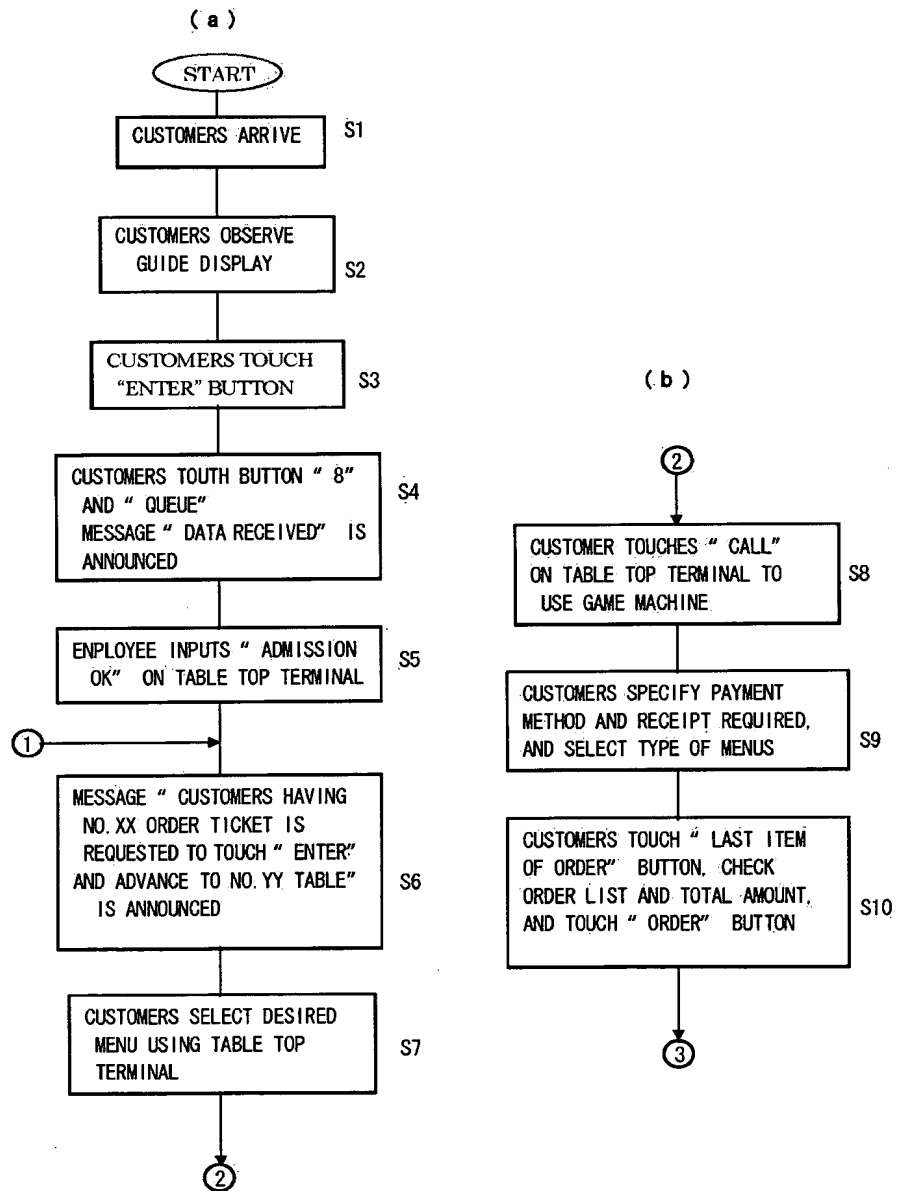 (a)
START
CUSTOMERS ARRIVE
S1
CUSTOMERS OBSERVE
GUIDE DISPLAY
S2
CUSTOMERS TOUCH
“ENTER” BUTTON
S3
CUSTOMERS TOUTH BUTTON “ 8”
AND “ QUEUE”
MESSAGE “ DATA RECEIVED” IS
ANNOUNCED
S4
ENPLOYEE INPUTS “ ADMISSION
OK” ON TABLE TOP TERMINAL
S5
1
MESSAGE “ CUSTOMERS HAVING
NO. XX ORDER TICKET IS
REQUESTED TO TOUCH “ ENTER”
AND ADVANCE TO NO. YY TABLE”
IS ANNOUNCED
S6
CUSTOMERS SELECT DESIRED
MENU USING TABLE TOP
TERMINAL
S7
2
(b)
2
CUSTOMER TOUCHES “ CALL”
ON TABLE TOP TERMINAL TO
USE GAME MACHINE
S8
CUSTOMERS SPECIFY PAYMENT
METHOD AND RECEIPT REQUIRED,
AND SELECT TYPE OF MENUS
S9
CUSTOMERS TOUCH “ LAST ITEM
OF ORDER” BUTTON, CHECK
ORDER LIST AND TOTAL AMOUNT,
AND TOUCH “ ORDER” BUTTON
S10
3